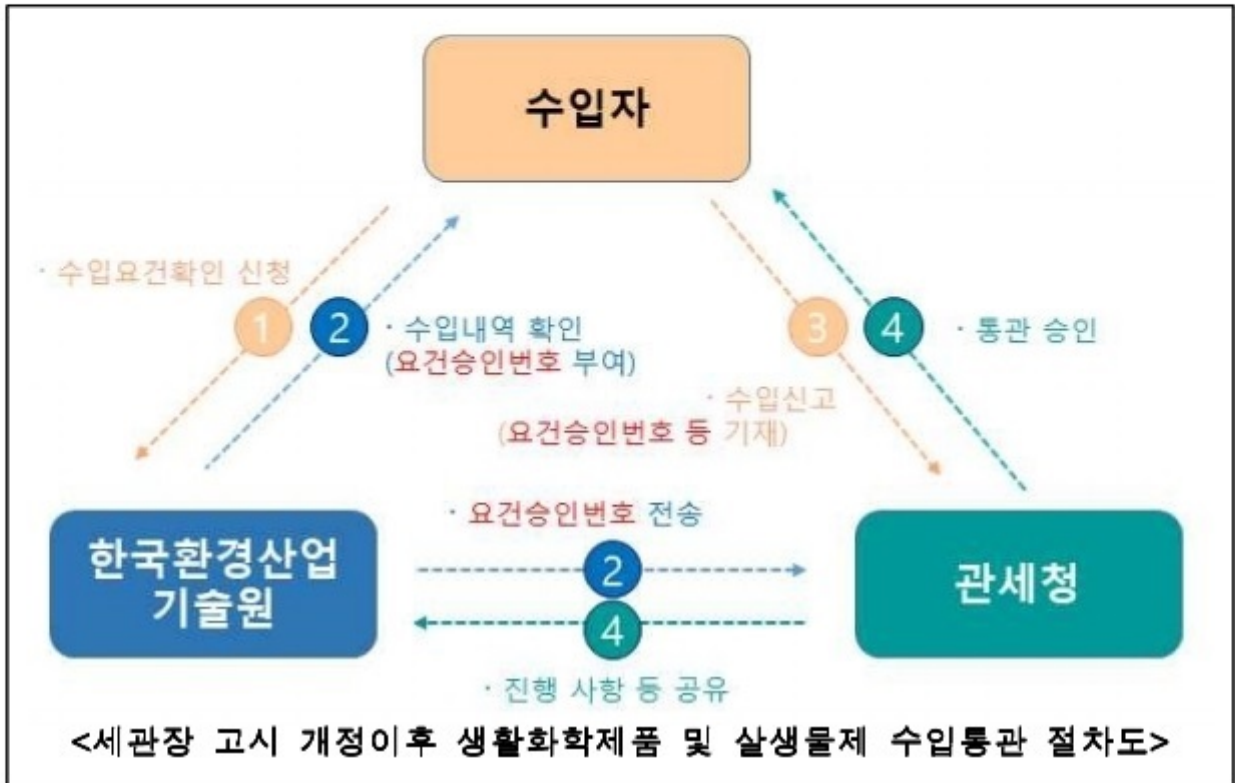 수입자
· 수입요건확인 신청
1
2
· 수입내역 확인
(요건승인번호 부여)
3
4
· 통관 승인
· 수입신고
(요건승인번호 등 기재)
한국환경산업
기술원
· 요건승인번호 전송
2
4
· 진행 사항 등 공유
관세청
<세관장 고시 개정이후 생활화학제품 및 살생물제 수입통관 절차도>